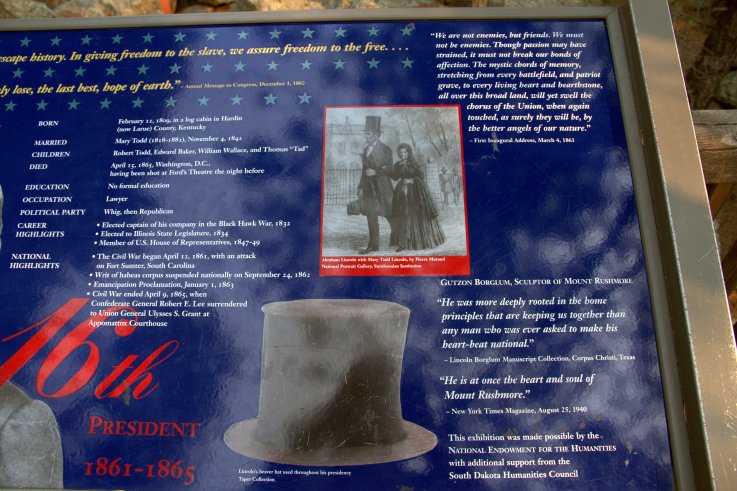 escape history. In giving freedom to the slave, we assure freedom to the free. . . .
ly lose, the last best, hope of earth.” – Annual Message to Congress, December 1, 1862
BORN February 12, 1809, in a log cabin in Hardin
(now Larue) County, Kentucky
MARRIED Mary Todd (1818-1882), November 4, 1842
CHILDREN Robert Todd, Edward Baker, William Wallace, and Thomas “Tad”
DIED April 15, 1865, Washington, D.C.,
having been shot at Ford’s Theatre the night before
EDUCATION No formal education
OCCUPATION Lawyer
POLITICAL PARTY Whig, then Republican
CAREER • Elected captain of his company in the Black Hawk War, 1832
HIGHLIGHTS • Elected to Illinois State Legislature, 1834
• Member of U.S. House of Representatives, 1847-49
NATIONAL • The Civil War began April 12, 1861, with an attack
HIGHLIGHTS on Fort Sumter, South Carolina
• Writ of habeas corpus suspended nationally on September 24, 1862
• Emancipation Proclamation, January 1, 1863
• Civil War ended April 9, 1865, when
Confederate General Robert E. Lee surrendered
to Union General Ulysses S. Grant at
Appomattox Courthouse
16th
PRESIDENT
1861-1865
Abraham Lincoln with Mary Todd Lincoln, by Pierre Morand
National Portrait Gallery, Smithsonian Institution
Lincoln's beaver hat used throughout his presidency
Teper Collection
“We are not enemies, but friends. We must
not be enemies. Though passion may have
strained, it must not break our bonds of
affection. The mystic chords of memory,
stretching from every battlefield, and patriot
grave, to every living heart and hearthstone,
all over this broad land, will yet swell the
chorus of the Union, when again
touched, as surely they will be, by
the better angels of our nature.”
– First Inaugural Address, March 4, 1861
GUTZON BORGLUM, SCULPTOR OF MOUNT RUSHMORE
“He was more deeply rooted in the home
principles that are keeping us together than
any man who was ever asked to make his
heart-beat national.”
– Lincoln Borglum Manuscript Collection, Corpus Christi, Texas
“He is at once the heart and soul of
Mount Rushmore.”
– New York Times Magazine, August 25, 1940
This exhibition was made possible by the
NATIONAL ENDOWMENT FOR THE HUMANITIES
with additional support from the
South Dakota Humanities Council